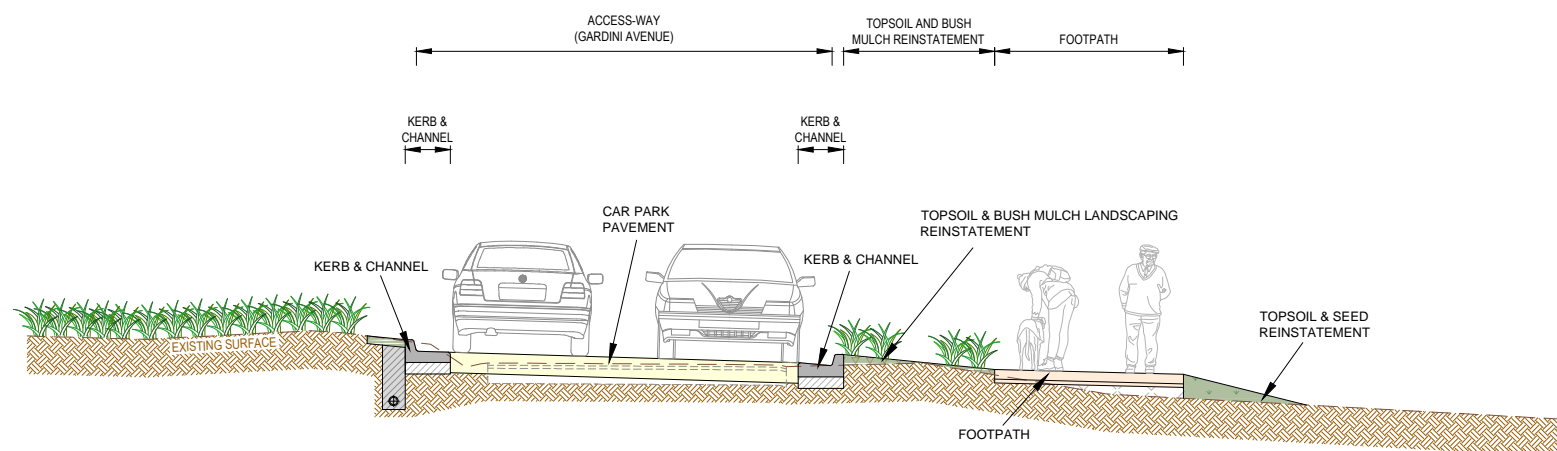 ACCESS-WAY
(GARDINI AVENUE)
TOPSOIL AND BUSH
MULCH REINSTATEMENT
FOOTPATH
KERB &
CHANNEL
KERB &
CHANNEL
CAR PARK
PAVEMENT
TOPSOIL & BUSH MULCH LANDSCAPING
REINSTATEMENT
KERB & CHANNEL
KERB & CHANNEL
TOPSOIL & SEED
REINSTATEMENT
EXISTING SURFACE
FOOTPATH